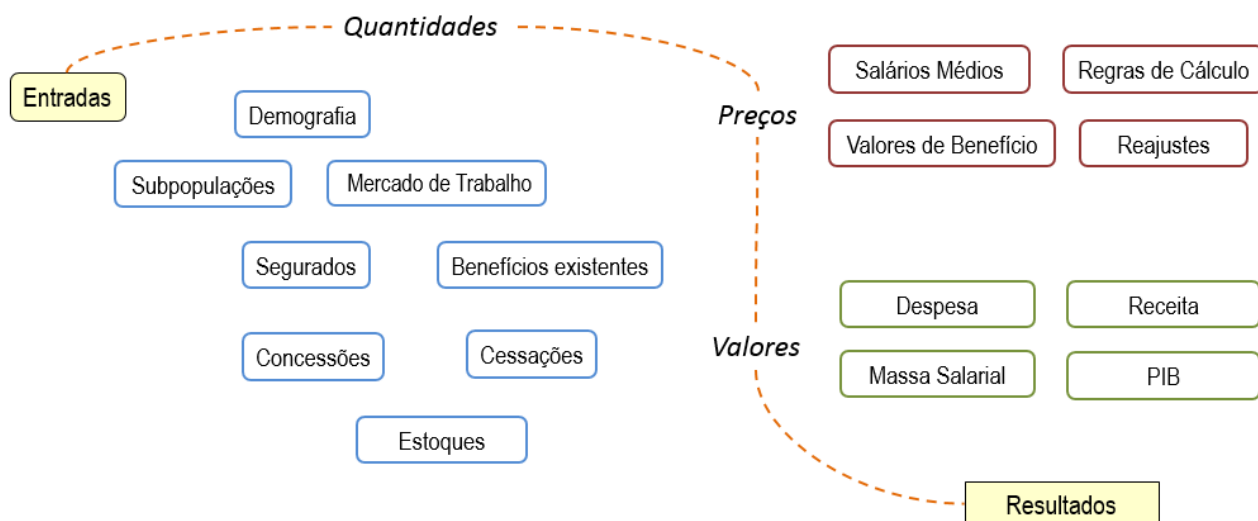 Quantidades
Entradas
Demografia
Subpopulações
Mercado de Trabalho
Segurados
Benefícios existentes
Concessões
Cessações
Estoques
Preços
Salários Médios
Regras de Cálculo
Valores de Benefício
Reajustes
Valores
Despesa
Receita
Massa Salarial
PIB
Resultados